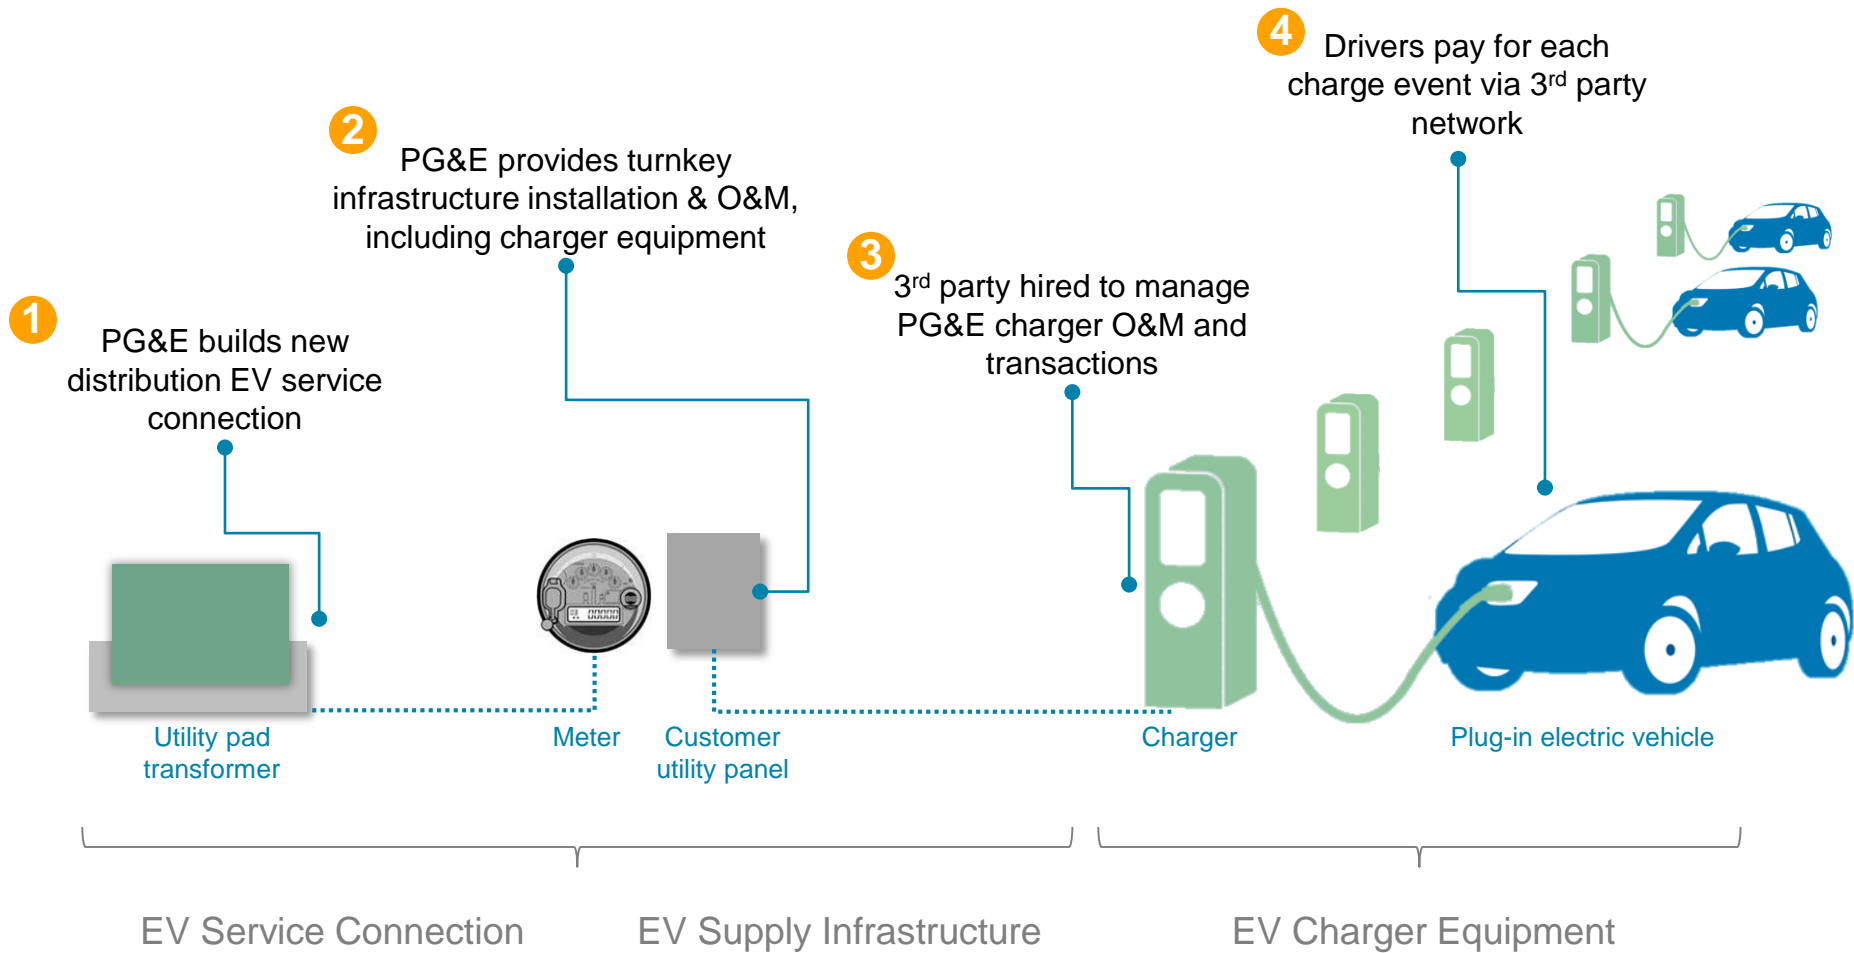 1
PG&E builds new
distribution EV service
connection
2
PG&E provides turnkey
infrastructure installation & O&M,
including charger equipment
3
3rd party hired to manage
PG&E charger O&M and
transactions
4
Drivers pay for each
charge event via 3rd party
network
00000
Utility pad
transformer
Meter
Customer
utility panel
Charger
Plug-in electric vehicle
EV Service Connection
EV Supply Infrastructure
EV Charger Equipment